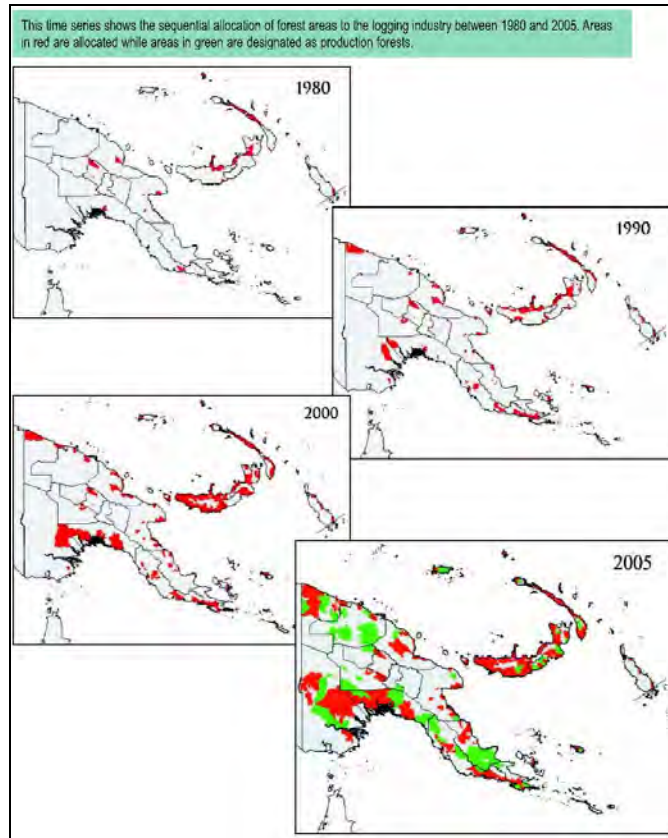 This time series shows the sequential allocation of forest areas to the logging industry between 1980 and 2005. Areas
in red are allocated while areas in green are designated as production forests.
1980
1990
2000
2005